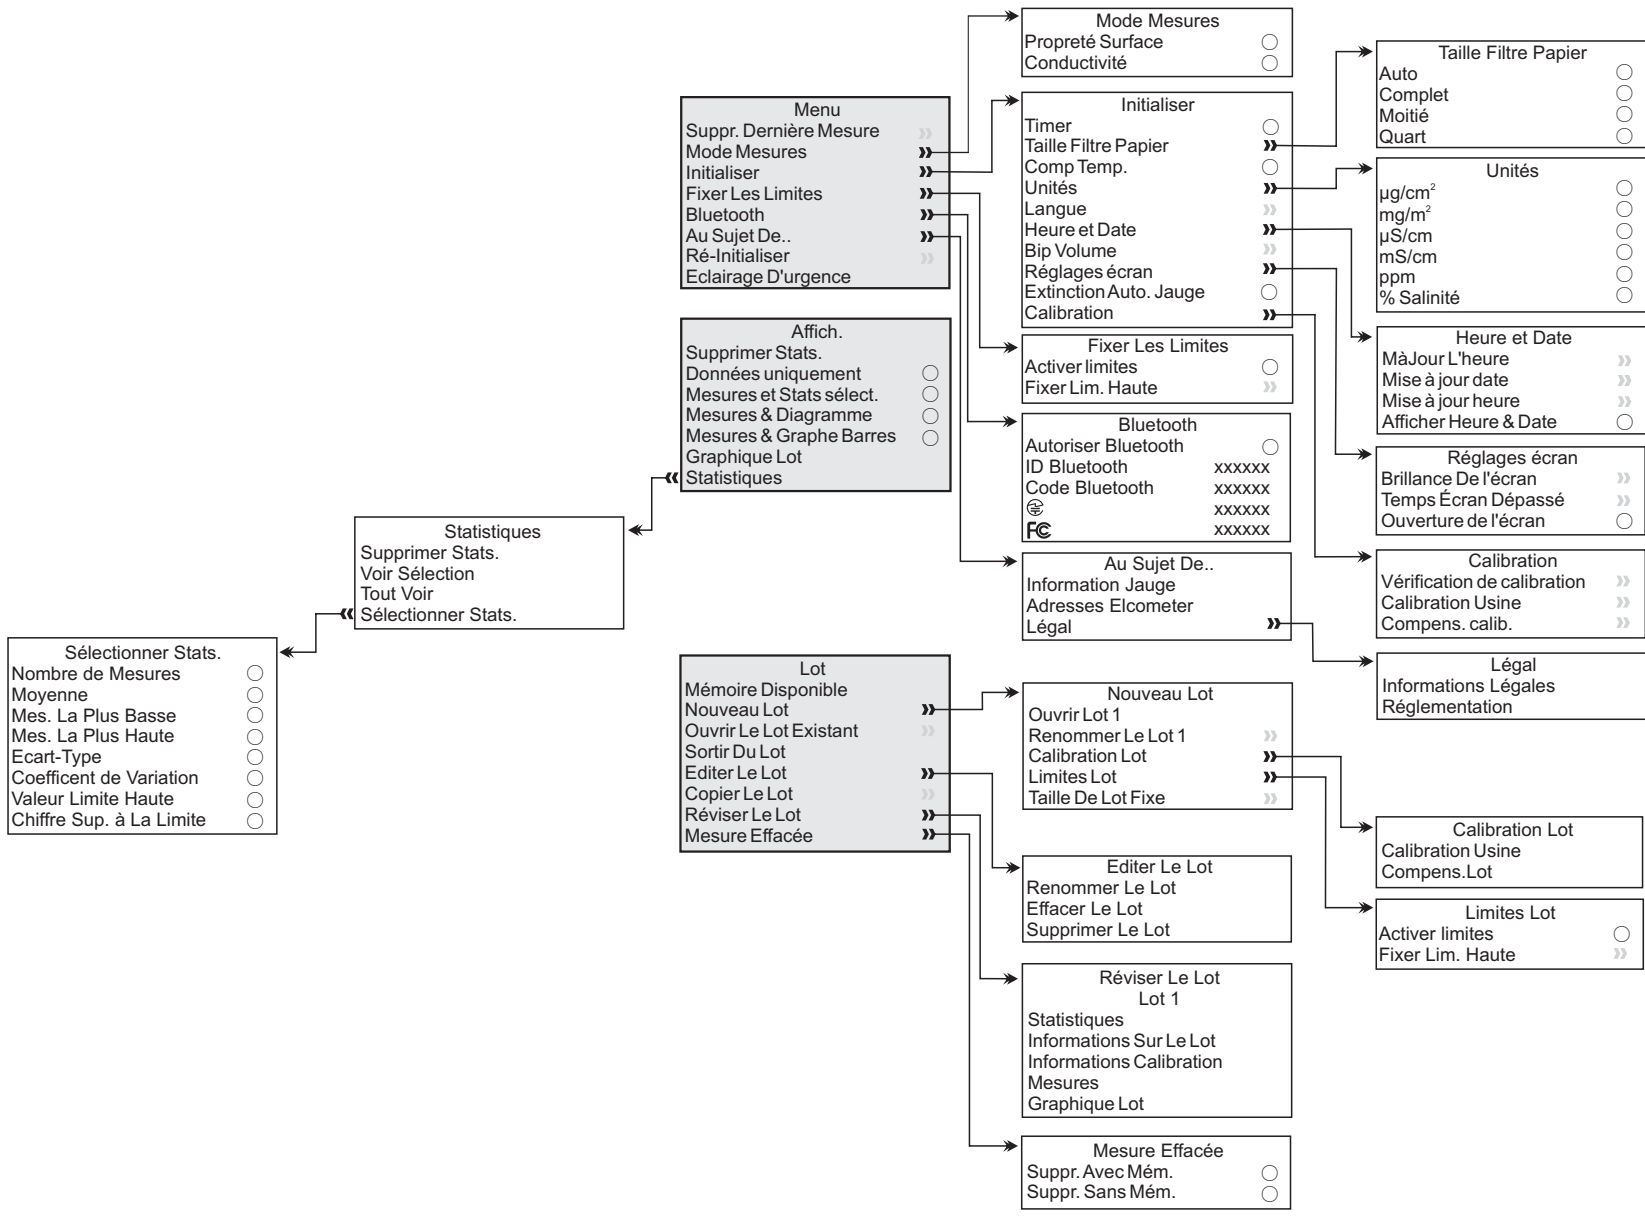 Menu
Suppr. Dernière Mesure
Mode Mesures
Initialiser
Fixer Les Limites
Bluetooth
Au Sujet De..
Ré-Initialiser
Eclairage D'urgence
Mode Mesures
Propreté Surface
Conductivité
Initialiser
Timer
Taille Filtre Papier
Comp Temp.
Unités
Langue
Heure et Date
Bip Volume
Réglages écran
Extinction Auto. Jauge
Calibration
Taille Filtre Papier
Auto
Complet
Moitié
Quart
Unités
µg/cm²
mg/m²
µS/cm
mS/cm
ppm
% Salinité
Heure et Date
MàJour L'heure
Mise à jour date
Mise à jour heure
Afficher Heure & Date
Réglages écran
Brillance De l'écran
Temps Écran Dépassé
Ouverture de l'écran
Calibration
Vérification de calibration
Calibration Usine
Compens. calib.
Fixer Les Limites
Activer limites
Fixer Lim. Haute
Bluetooth
Autoriser Bluetooth
ID Bluetooth xxxxxx
Code Bluetooth xxxxxx
xxxxxx
FC xxxxxx
Au Sujet De..
Information Jauge
Adresses Elcometer
Légal
Légal
Informations Légales
Réglementation
Affich.
Supprimer Stats.
Données uniquement
Mesures et Stats sélect.
Mesures & Diagramme
Mesures & Graphe Barres
Graphique Lot
Statistiques
Statistiques
Supprimer Stats.
Voir Sélection
Tout Voir
Sélectionner Stats.
Sélectionner Stats.
Nombre de Mesures
Moyenne
Mes. La Plus Basse
Mes. La Plus Haute
Ecart-Type
Coefficent de Variation
Valeur Limite Haute
Chiffre Sup. à La Limite
Lot
Mémoire Disponible
Nouveau Lot
Ouvrir Le Lot Existant
Sortir Du Lot
Editer Le Lot
Copier Le Lot
Réviser Le Lot
Mesure Effacée
Nouveau Lot
Ouvrir Lot 1
Renommer Le Lot 1
Calibration Lot
Limites Lot
Taille De Lot Fixe
Calibration Lot
Calibration Usine
Compens.Lot
Limites Lot
Activer limites
Fixer Lim. Haute
Editer Le Lot
Renommer Le Lot
Effacer Le Lot
Supprimer Le Lot
Réviser Le Lot
Lot 1
Statistiques
Informations Sur Le Lot
Informations Calibration
Mesures
Graphique Lot
Mesure Effacée
Suppr. Avec Mém.
Suppr. Sans Mém.